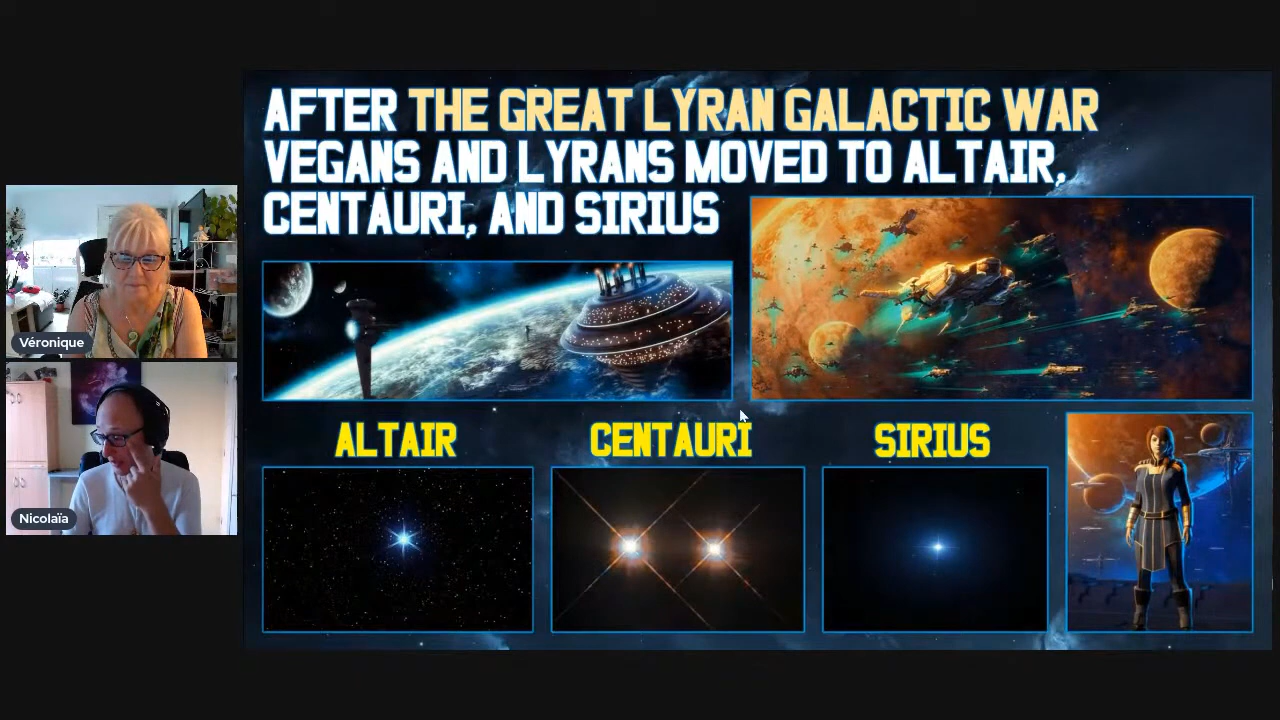 AFTER THE GREAT LYRAN GALACTIC WAR
VEGANS AND LYRANS MOVED TO ALTAIR,
CENTAURI, AND SIRIUS
Véronique
ALTAIR
CENTAURI
SIRIUS
Nicolaïa